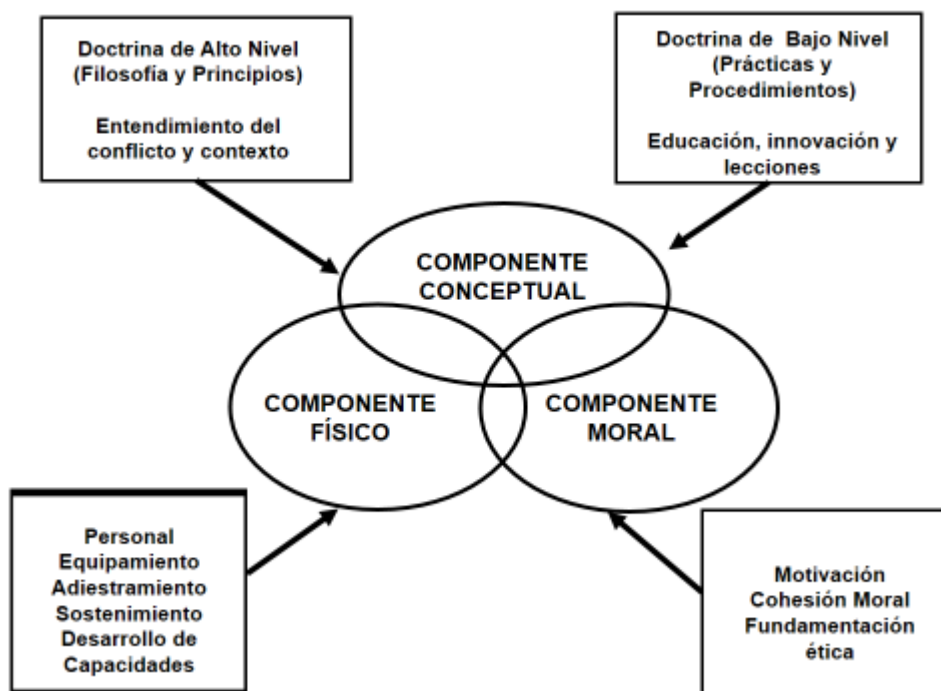 Doctrina de Alto Nivel
(Filosofía y Principios)
Entendimiento del
conflicto y contexto
Doctrina de Bajo Nivel
(Prácticas y
Procedimientos)
Educación, innovación y
lecciones
COMPONENTE
CONCEPTUAL
COMPONENTE
FÍSICO
COMPONENTE
MORAL
Personal
Equipamiento
Adiestramiento
Sostenimiento
Desarrollo de
Capacidades
Motivación
Cohesión Moral
Fundamentación
ética